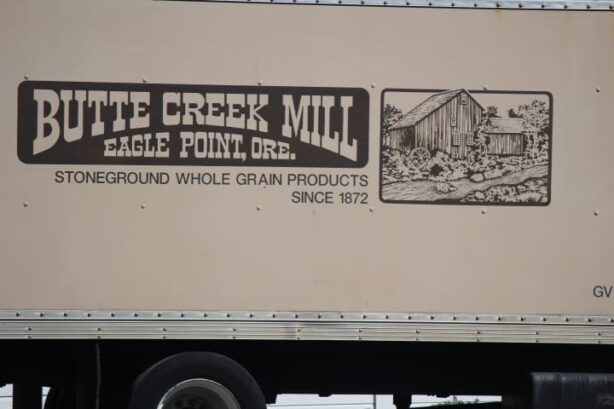 BUTTE CREEK MILL
EAGLE POINT, ORE.
STONEGROUND WHOLE GRAIN PRODUCTS
SINCE 1872
GV